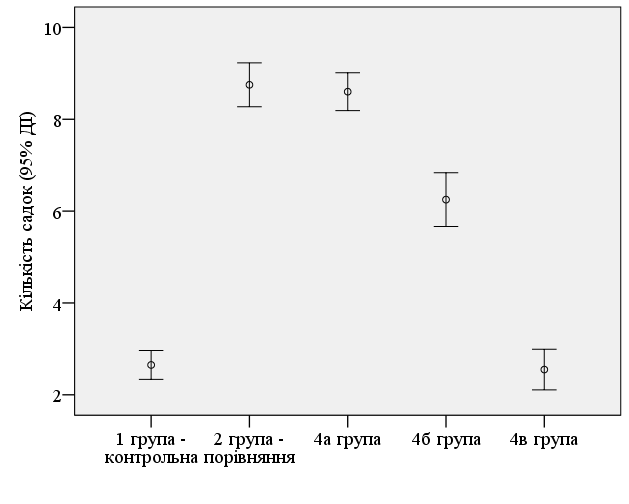 Кількість садок (95% ДІ)
10
8
6
4
2
1 група - 2 група - 4а група 4б група 4в група
контрольна порівняння